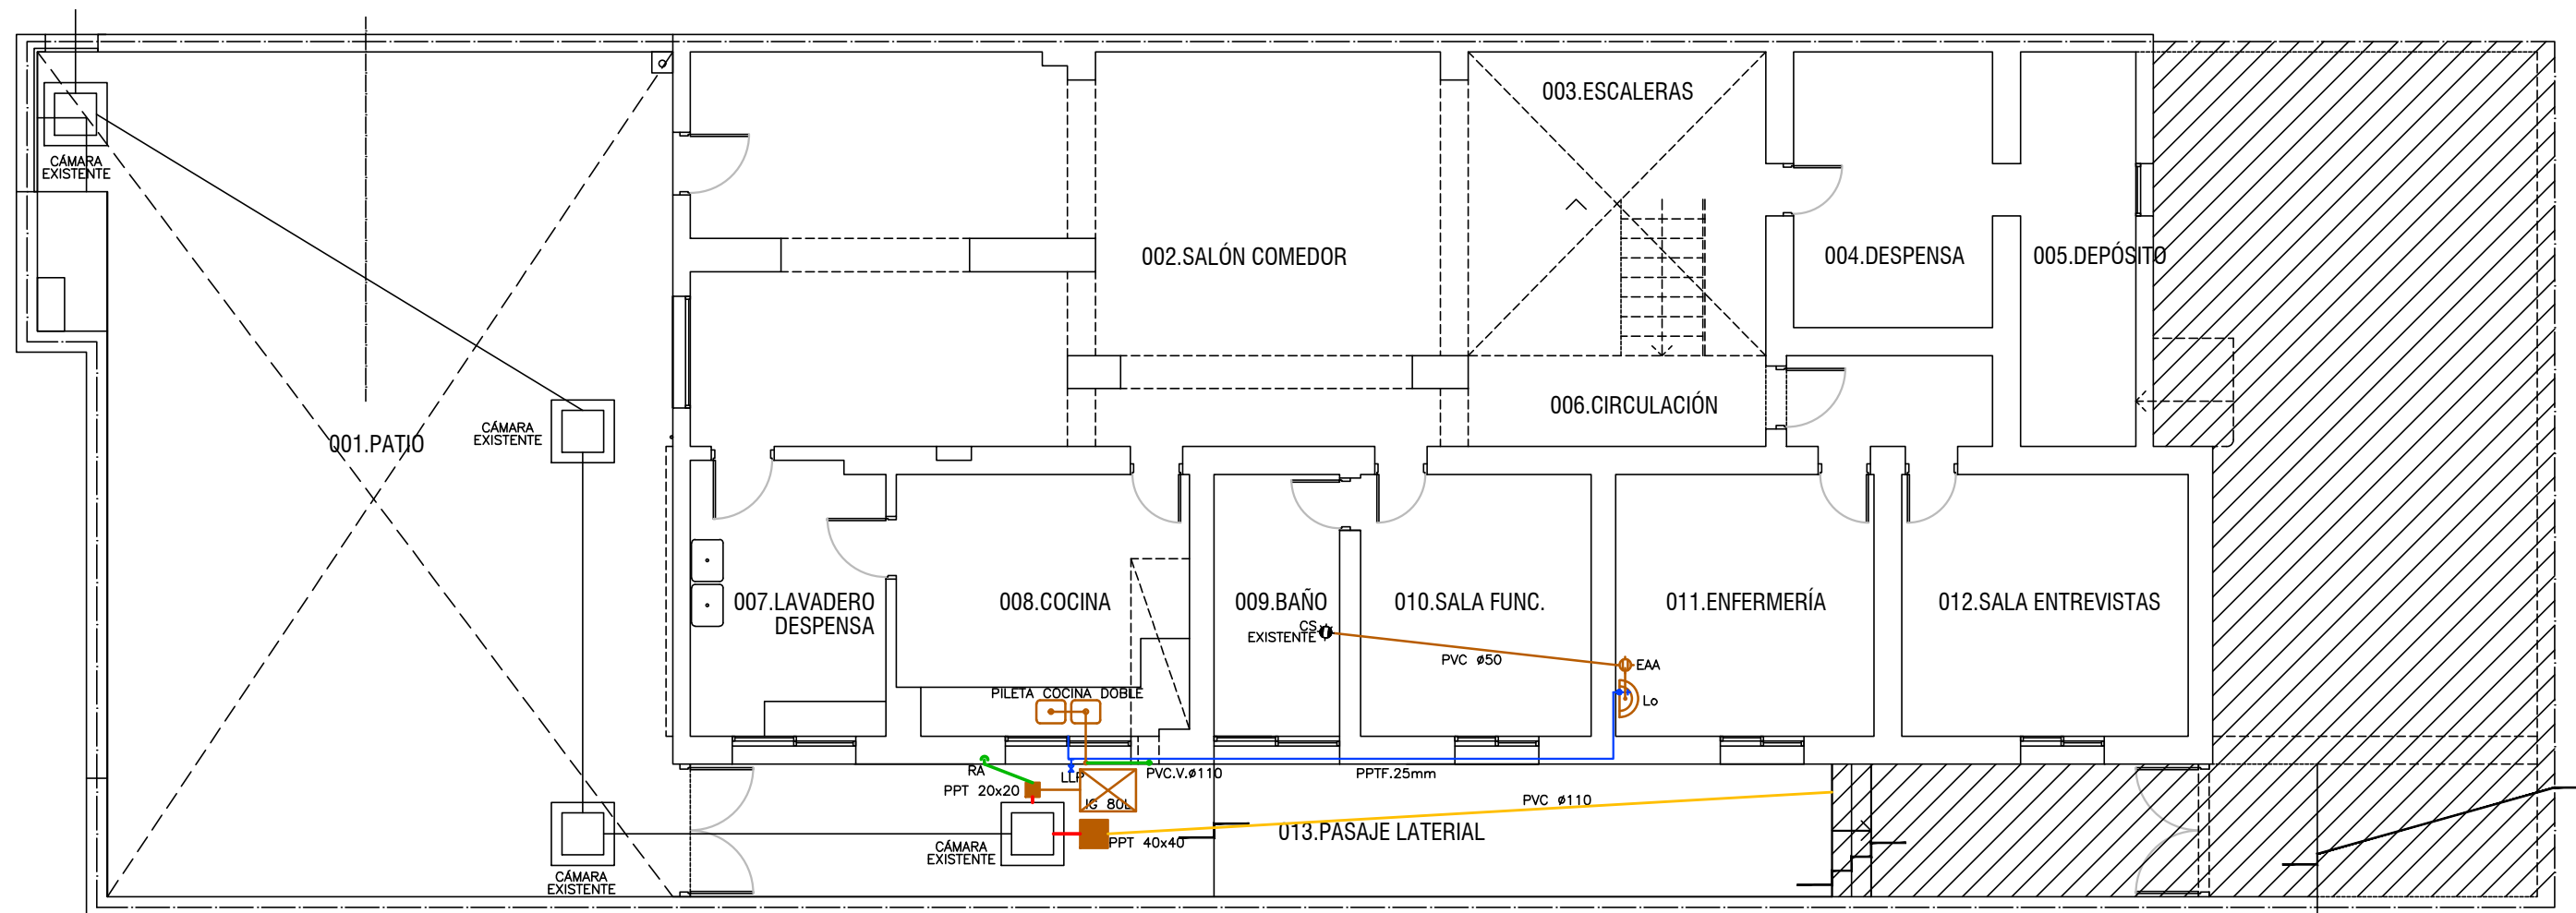 003.ESCALERAS
CÁMARA
EXISTENTE
002.SALÓN COMEDOR
004.DESPENSA
005.DEPÓSITO
006.CIRCULACIÓN
001.PATIO
CÁMARA
EXISTENTE
007.LAVADERO
DESPENSA
008.COCINA
009.BAÑO
010.SALA FUNC.
011.ENFERMERÍA
012.SALA ENTREVISTAS
CS
EXISTENTE
PVC ø50
EAA
PILETA COCINA DOBLE
Lo
RA
LLP
PVC.V.ø110
PPTF.25mm
PPT 20x20
IG 80L
PVC ø110
013.PASAJE LATERIAL
PPT 40x40
CÁMARA
EXISTENTE
CÁMARA
EXISTENTE